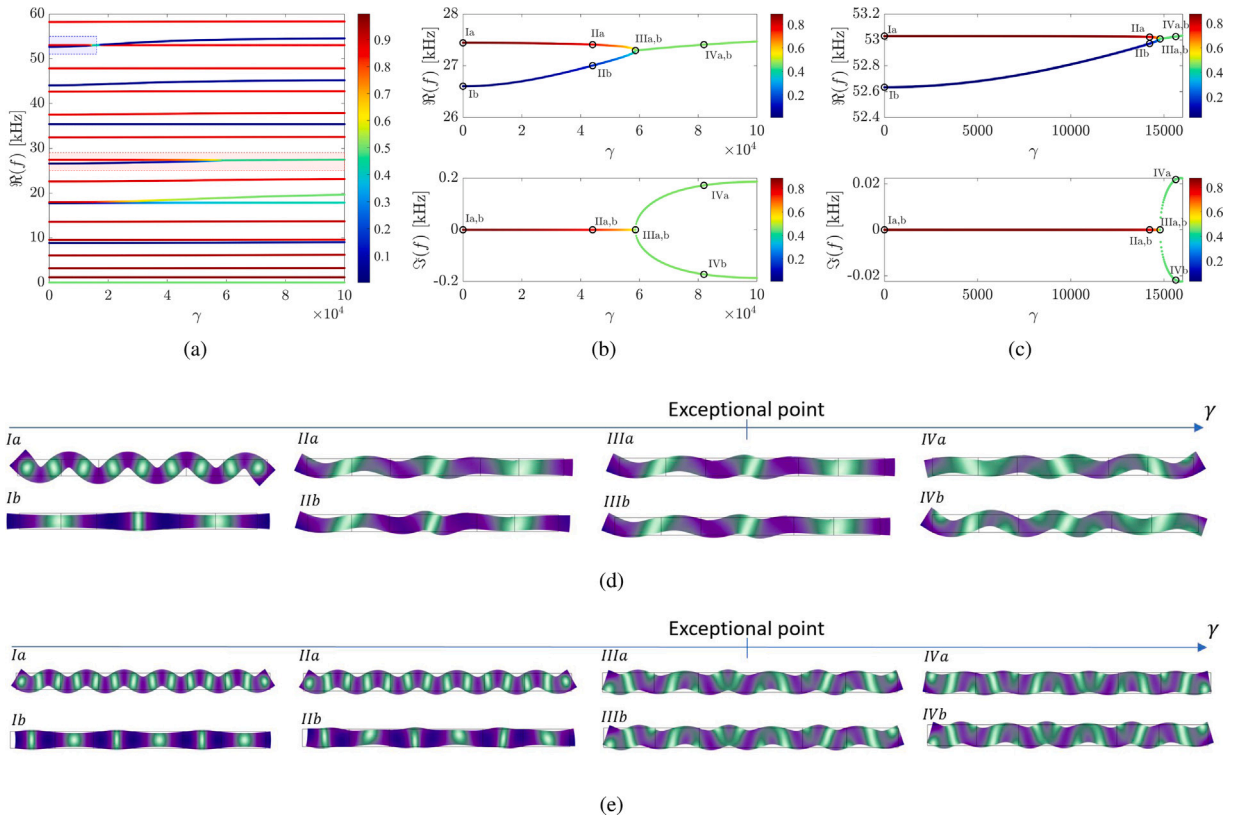 60
50
40
30
20
10
0
ℜ(f) [kHz]
0 2 4 6 8 10
×10⁴
γ
0.9
0.8
0.7
0.6
0.5
0.4
0.3
0.2
0.1
(a)
28
27
26
ℜ(f) [kHz]
Ia
IIa
IIIa,b
Ib
IIb
IVa,b
0 2 4 6 8 10
×10⁴
γ
0.8
0.6
0.4
0.2
0.2
0
-0.2
ℑ(f) [kHz]
Ia,b
IIa,b
IIIa,b
IVa
IVb
0 2 4 6 8 10
×10⁴
γ
0.8
0.6
0.4
0.2
(b)
53.2
53.0
52.8
52.6
52.4
ℜ(f) [kHz]
Ia
IIa
IVa,b
IIIa,b
IIb
Ib
0 5000 10000 15000
γ
0.8
0.6
0.4
0.2
0.02
0
-0.02
ℑ(f) [kHz]
Ia,b
IVa
IIIa,b
IIa,b
IVb
0 5000 10000 15000
γ
0.8
0.6
0.4
0.2
(c)
Exceptional point
γ
Ia IIa IIIa IVa
Ib IIb IIIb IVb
(d)
Exceptional point
γ
Ia IIa IIIa IVa
Ib IIb IIIb IVb
(e)